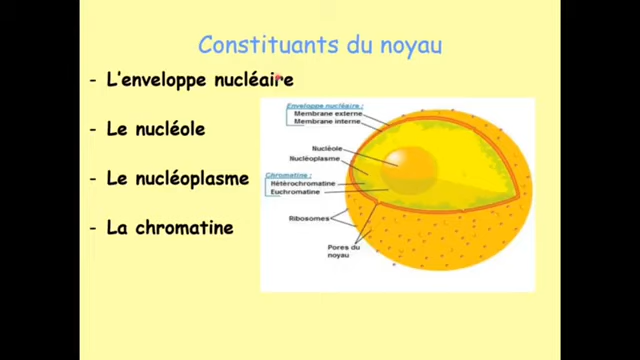 Constituants du noyau
- L'enveloppe nucléaire
- Le nucléole
- Le nucléoplasme
- La chromatine
Enveloppe nucléaire :
Membrane externe
Membrane interne
Nucléole
Nucléoplasme
Chromatine :
Hétérochromatine
Euchromatine
Ribosomes
Pores du
noyau